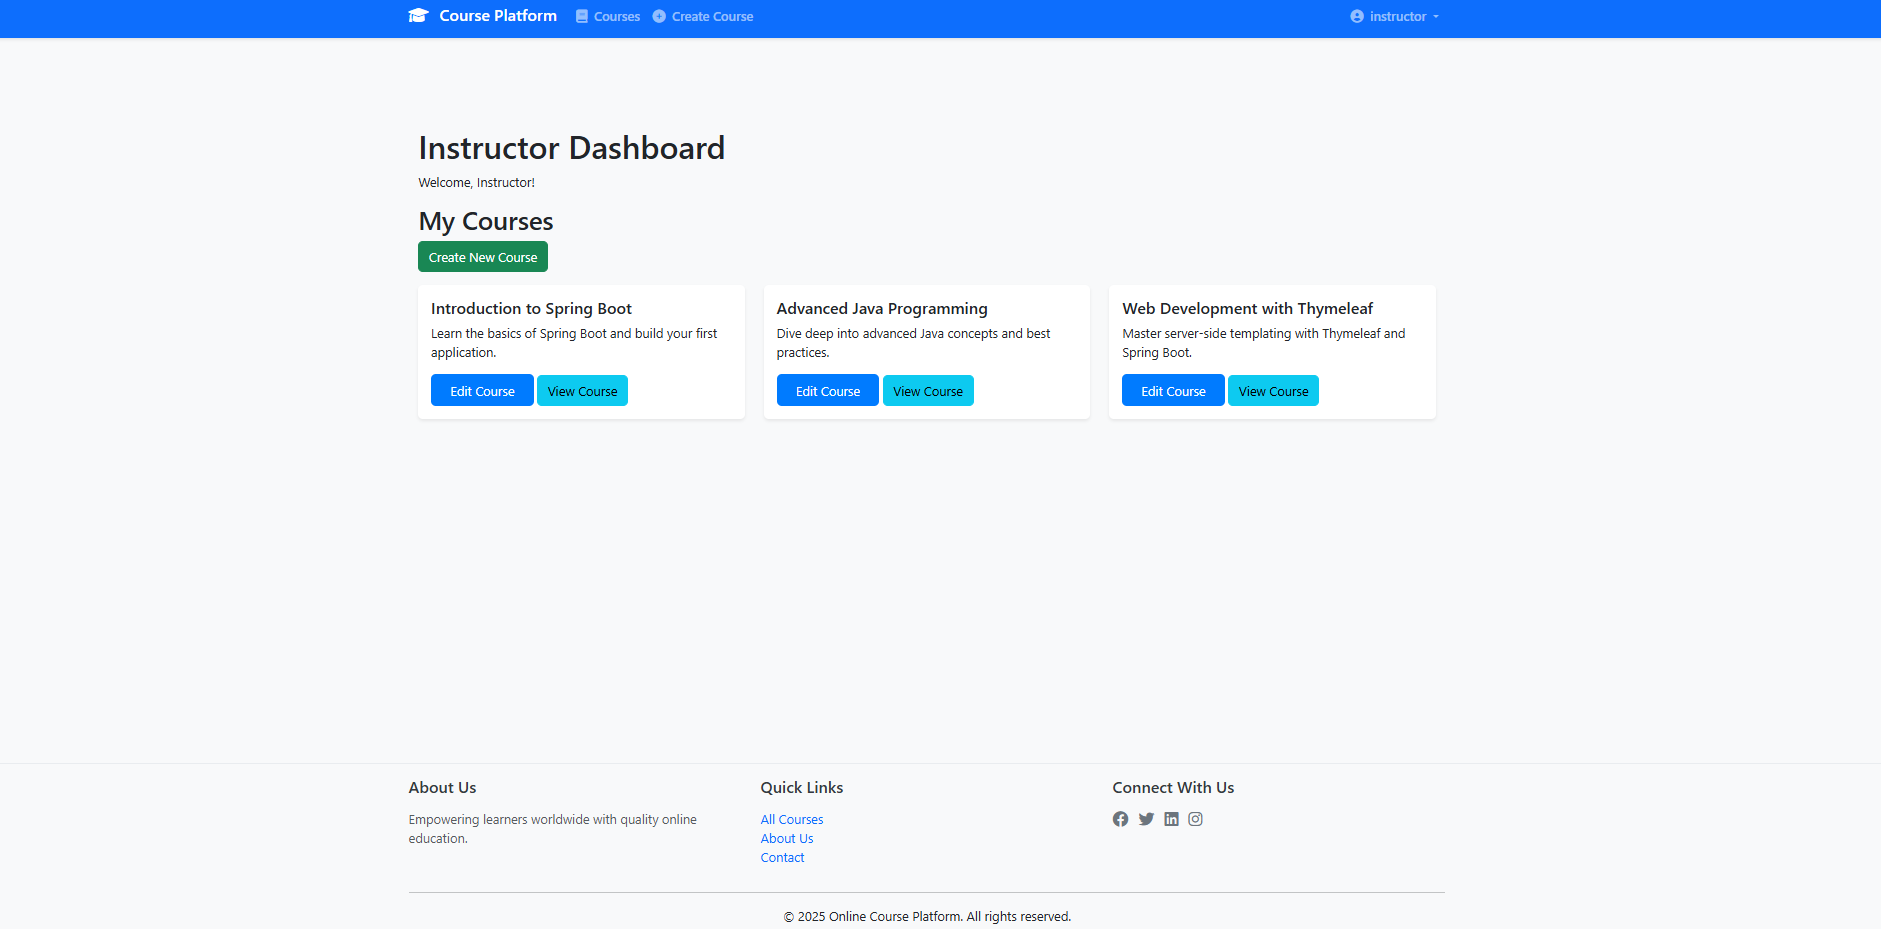 Course Platform Courses Create Course instructor
Instructor Dashboard
Welcome, Instructor!
My Courses
Create New Course
Introduction to Spring Boot
Learn the basics of Spring Boot and build your first
application.
Edit Course View Course
Advanced Java Programming
Dive deep into advanced Java concepts and best
practices.
Edit Course View Course
Web Development with Thymeleaf
Master server-side templating with Thymeleaf and
Spring Boot.
Edit Course View Course
About Us
Empowering learners worldwide with quality online
education.
Quick Links
All Courses
About Us
Contact
Connect With Us
© 2025 Online Course Platform. All rights reserved.